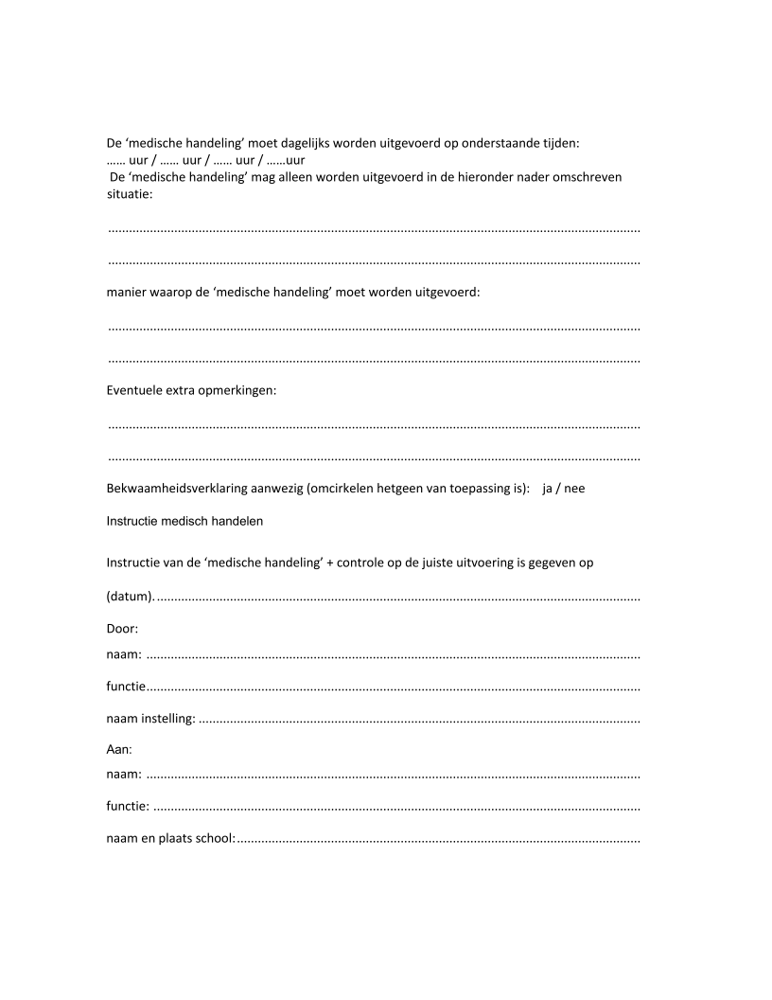 De ‘medische handeling’ moet dagelijks worden uitgevoerd op onderstaande tijden:
…… uur / …… uur / …… uur / ……uur
De ‘medische handeling’ mag alleen worden uitgevoerd in de hieronder nader omschreven
situatie:
..........................................................................................................................................................
..........................................................................................................................................................
manier waarop de ‘medische handeling’ moet worden uitgevoerd:
..........................................................................................................................................................
..........................................................................................................................................................
Eventuele extra opmerkingen:
..........................................................................................................................................................
..........................................................................................................................................................
Bekwaamheidsverklaring aanwezig (omcirkelen hetgeen van toepassing is): ja / nee
Instructie medisch handelen
Instructie van de ‘medische handeling’ + controle op de juiste uitvoering is gegeven op
(datum).............................................................................................................................................
Door:
naam: ...............................................................................................................................................
functie...............................................................................................................................................
naam instelling: ................................................................................................................................
Aan:
naam: ...............................................................................................................................................
functie: .............................................................................................................................................
naam en plaats school:.....................................................................................................................